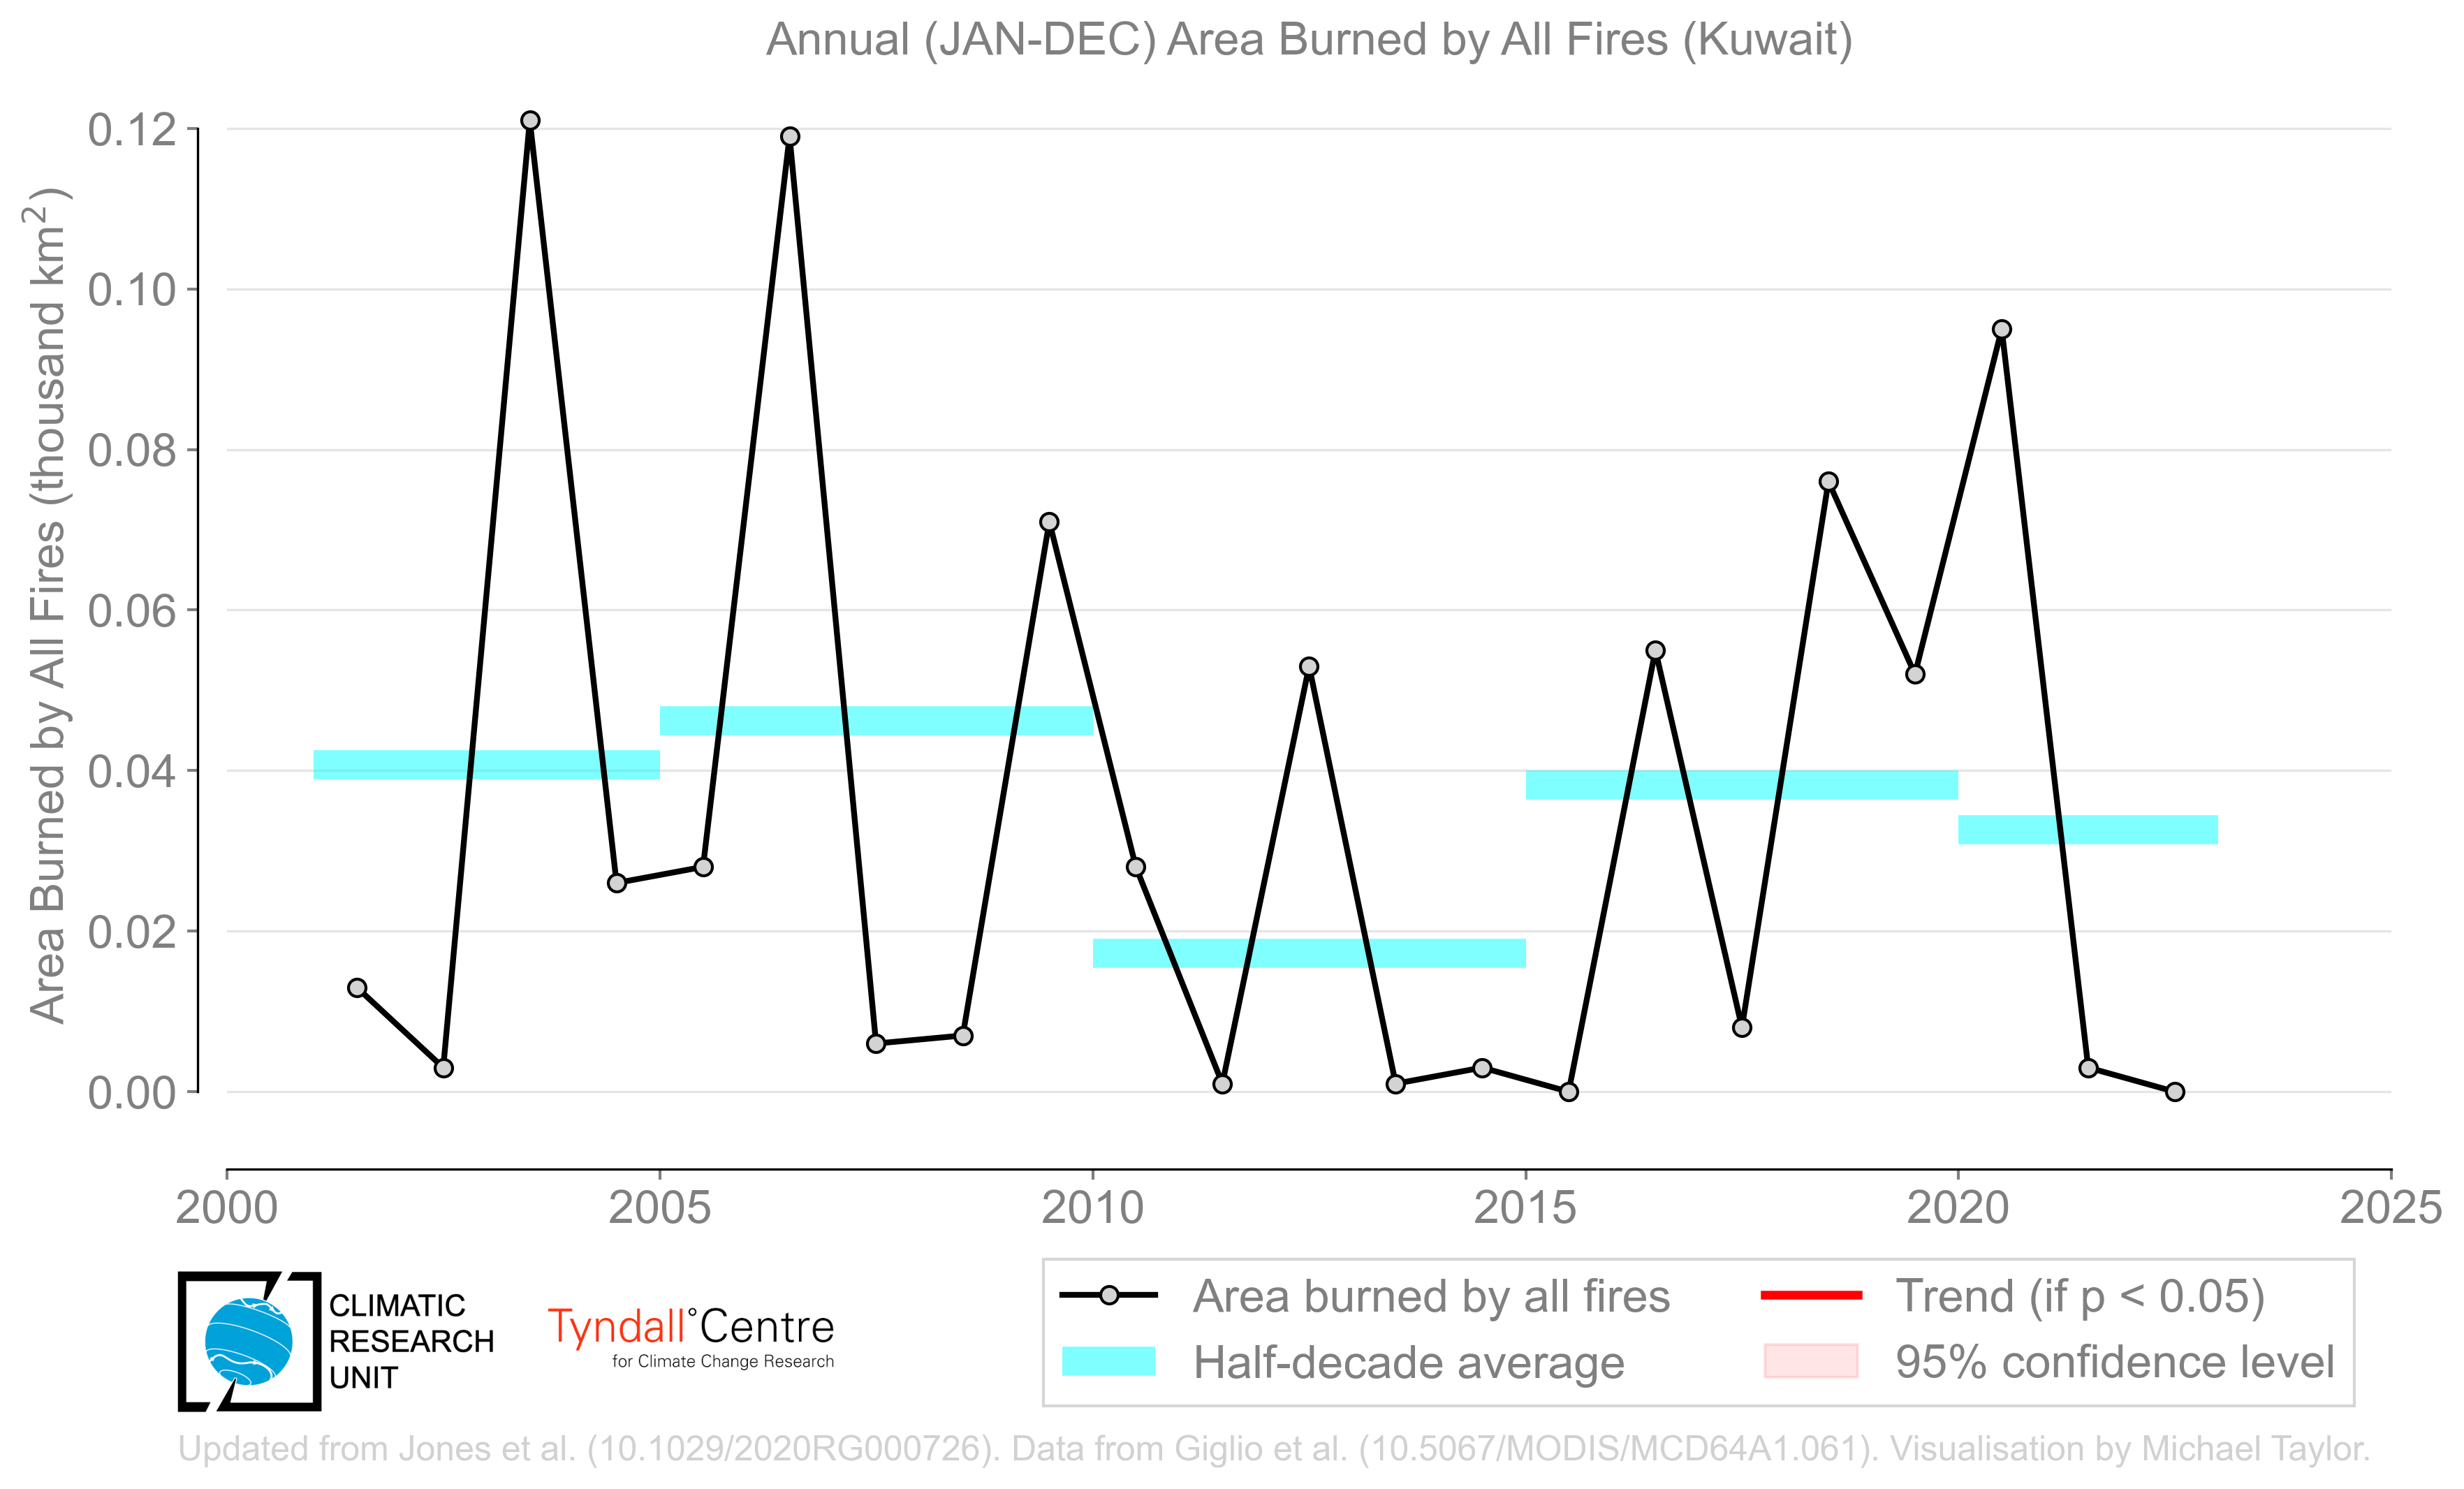 Annual (JAN-DEC) Area Burned by All Fires (Kuwait)
Area Burned by All Fires (thousand km²)
0.12
0.10
0.08
0.06
0.04
0.02
0.00
2000 2005 2010 2015 2020 2025
CLIMATIC
RESEARCH
UNIT
Tyndall°Centre
for Climate Change Research
Area burned by all fires
Half-decade average
Trend (if p < 0.05)
95% confidence level
Updated from Jones et al. (10.1029/2020RG000726). Data from Giglio et al. (10.5067/MODIS/MCD64A1.061). Visualisation by Michael Taylor.